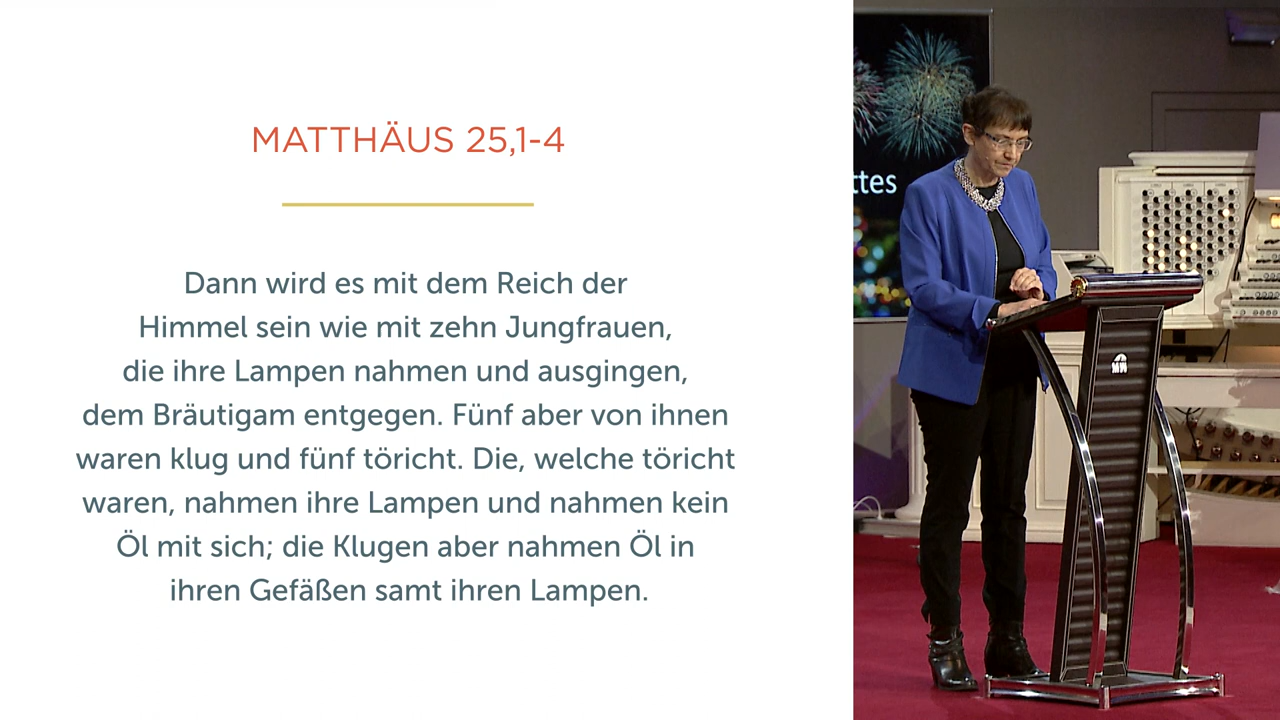 MATTHÄUS 25,1-4
Dann wird es mit dem Reich der
Himmel sein wie mit zehn Jungfrauen,
die ihre Lampen nahmen und ausgingen,
dem Bräutigam entgegen. Fünf aber von ihnen
waren klug und fünf töricht. Die, welche töricht
waren, nahmen ihre Lampen und nahmen kein
Öl mit sich; die Klugen aber nahmen Öl in
ihren Gefäßen samt ihren Lampen.
ttes
MW